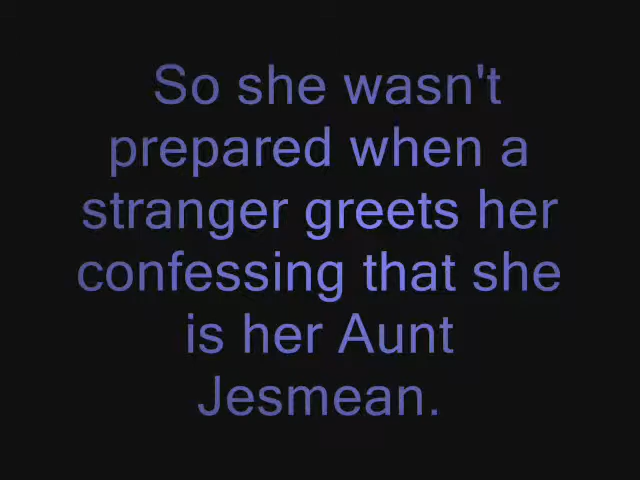 So she wasn't
prepared when a
stranger greets her
confessing that she
is her Aunt
Jesmean.